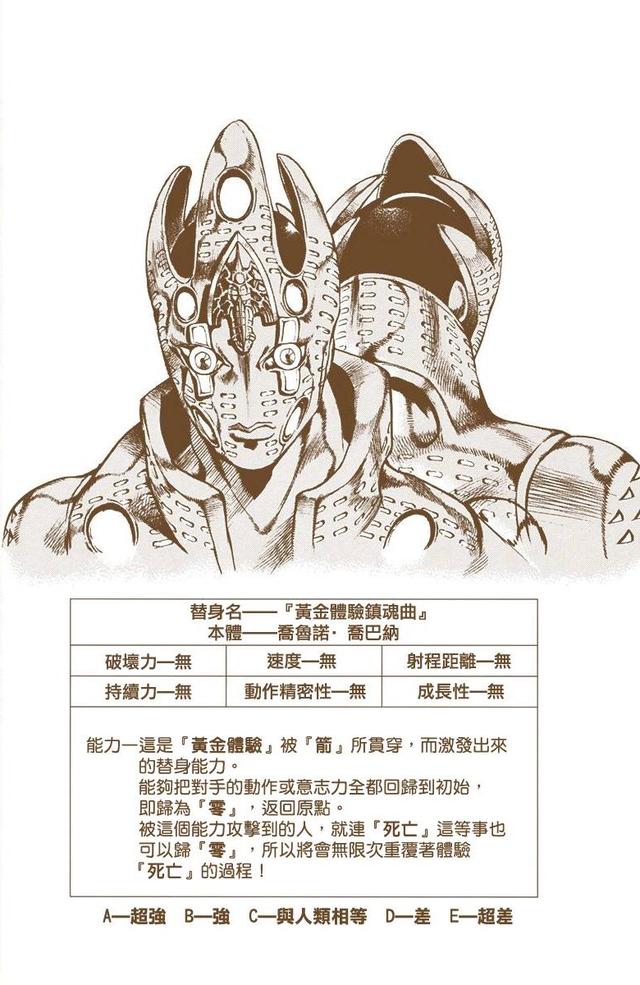 替身名——『黃金體驗鎮魂曲』
本體——喬魯諾·喬巴納
破壞力—無 速度—無 射程距離—無
持續力—無 動作精密性—無 成長性—無
能力—這是『黃金體驗』被『箭』所貫穿，而激發出來
的替身能力。
能夠把對手的動作或意志力全都回歸到初始，
即歸為『零』，返回原點。
被這個能力攻擊到的人，就連『死亡』這等事也
可以歸『零』，所以將會無限次重覆著體驗
『死亡』的過程！
A—超強 B—強 C—與人類相等 D—差 E—超差